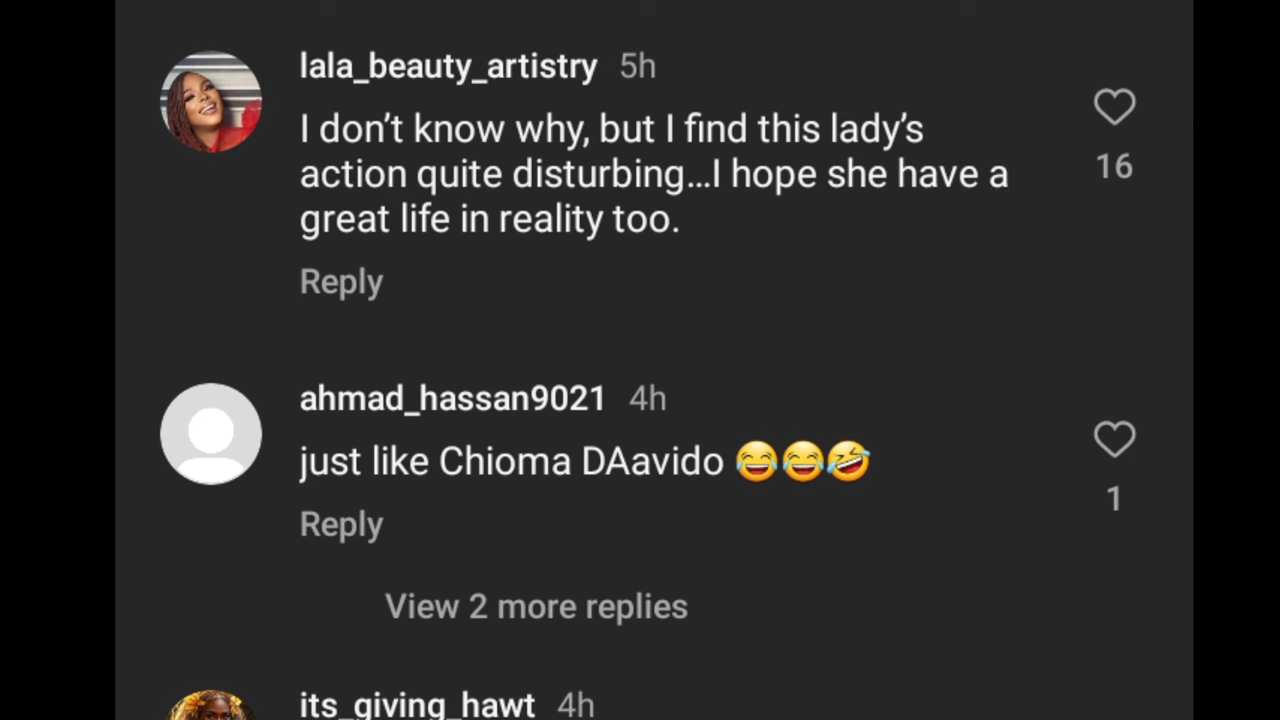 lala_beauty_artistry 5h
I don’t know why, but I find this lady’s
action quite disturbing...I hope she have a
great life in reality too.
16
Reply
ahmad_hassan9021 4h
just like Chioma DAavido 😂😂🤣
1
Reply
View 2 more replies
its_giving_hawt 4h